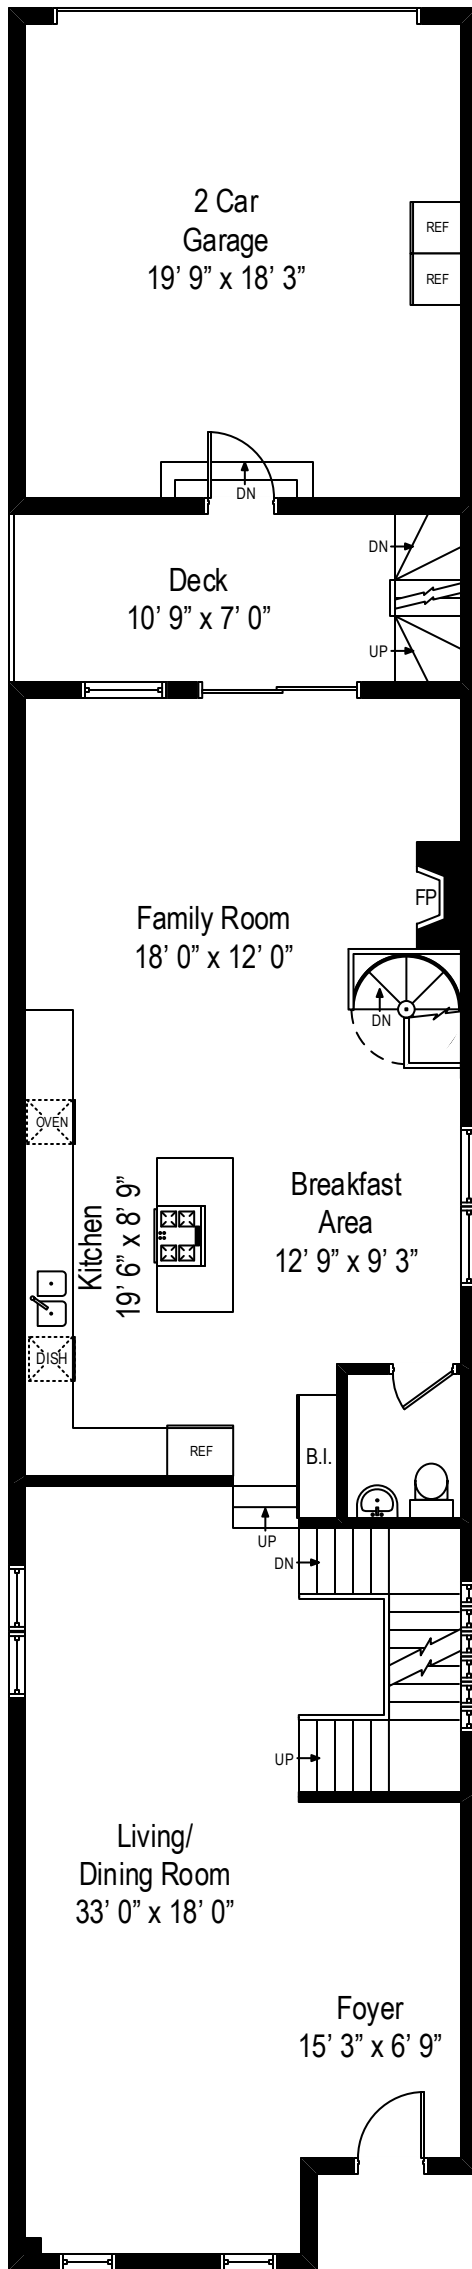 2 Car
Garage
19’ 9” x 18’ 3”
REF
REF
DN
Deck
10’ 9” x 7’ 0”
DN
UP
FP
Family Room
18’ 0” x 12’ 0”
DN
OVEN
Kitchen
19’ 6” x 8’ 9”
Breakfast
Area
12’ 9” x 9’ 3”
DISH
REF
B.I.
UP
DN
UP
Living/
Dining Room
33’ 0” x 18’ 0”
Foyer
15’ 3” x 6’ 9”